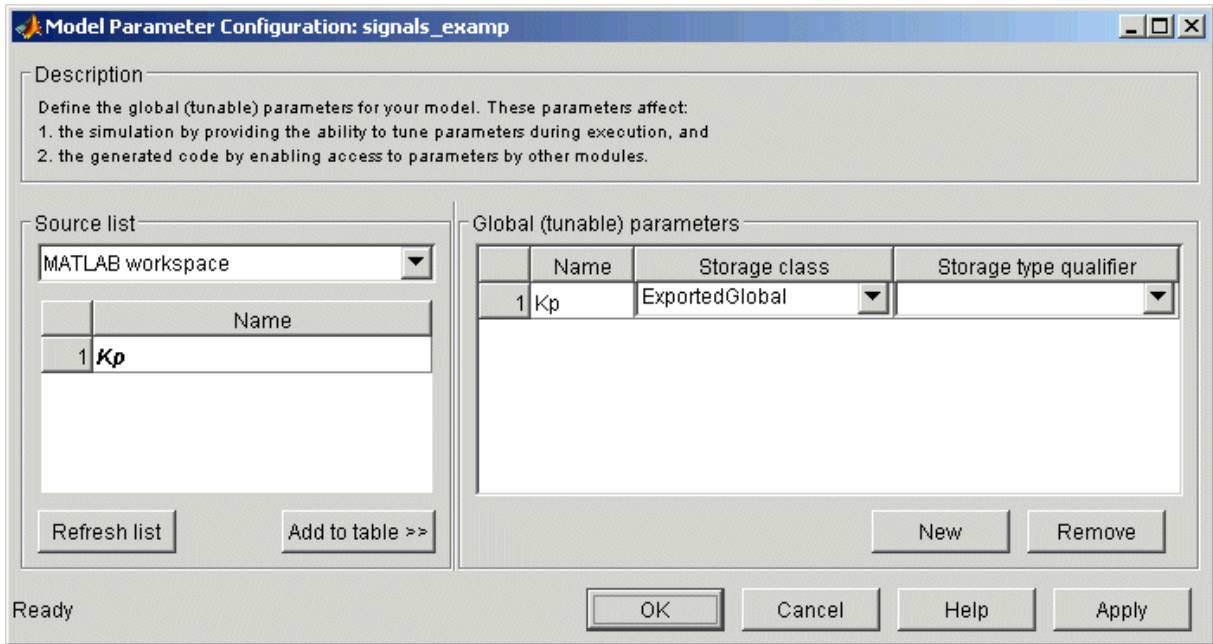 Model Parameter Configuration: signals_examp
Description
Define the global (tunable) parameters for your model. These parameters affect:
1. the simulation by providing the ability to tune parameters during execution, and
2. the generated code by enabling access to parameters by other modules.
Source list
MATLAB workspace
Name
1 Kp
Refresh list Add to table >>
Global (tunable) parameters
Name Storage class Storage type qualifier
1 Kp ExportedGlobal
New Remove
Ready OK Cancel Help Apply